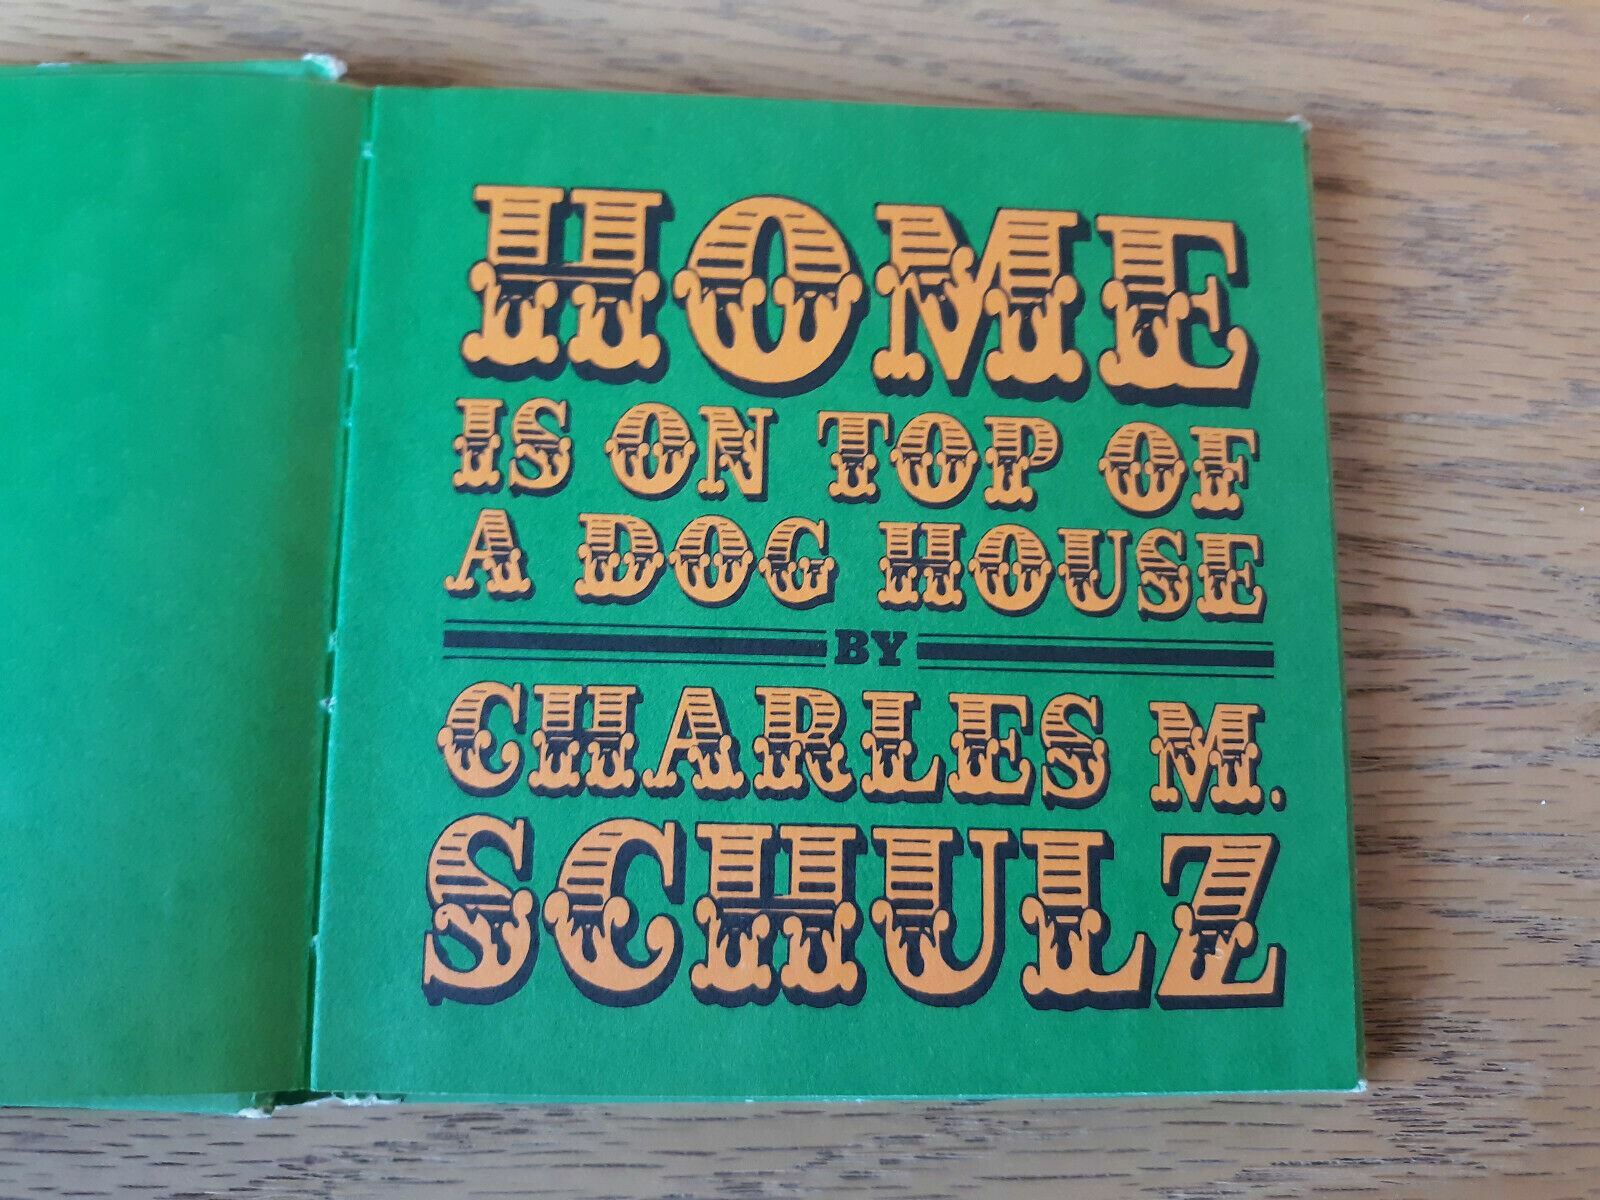 HOME
IS ON TOP OF
A DOG HOUSE
BY
CHARLES M.
SCHULZ